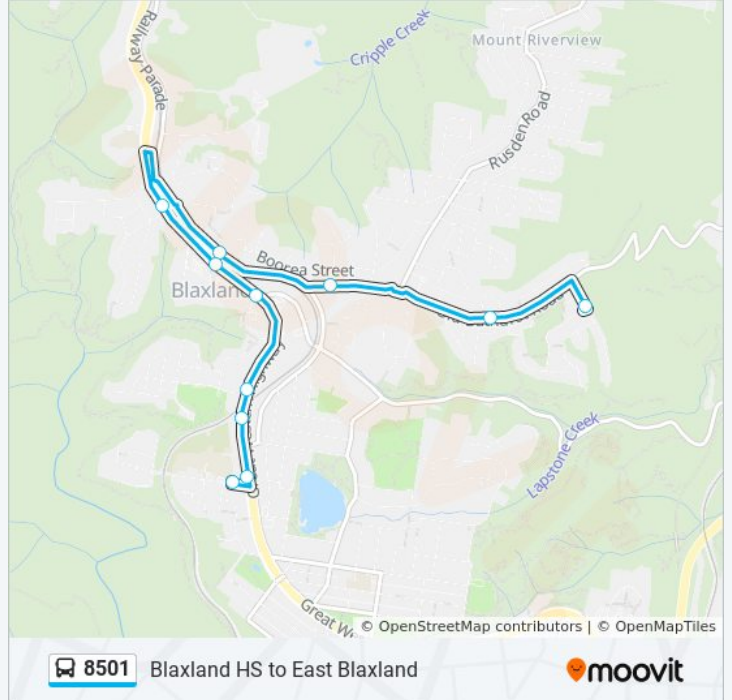 Railway Parade
Cripple Creek
Mount Riverview
Rusden Road
Boorea Street
Blaxland
Lapstone Creek
Great W
© OpenStreetMap contributors | © OpenMapTiles
8501 Blaxland HS to East Blaxland
moovit